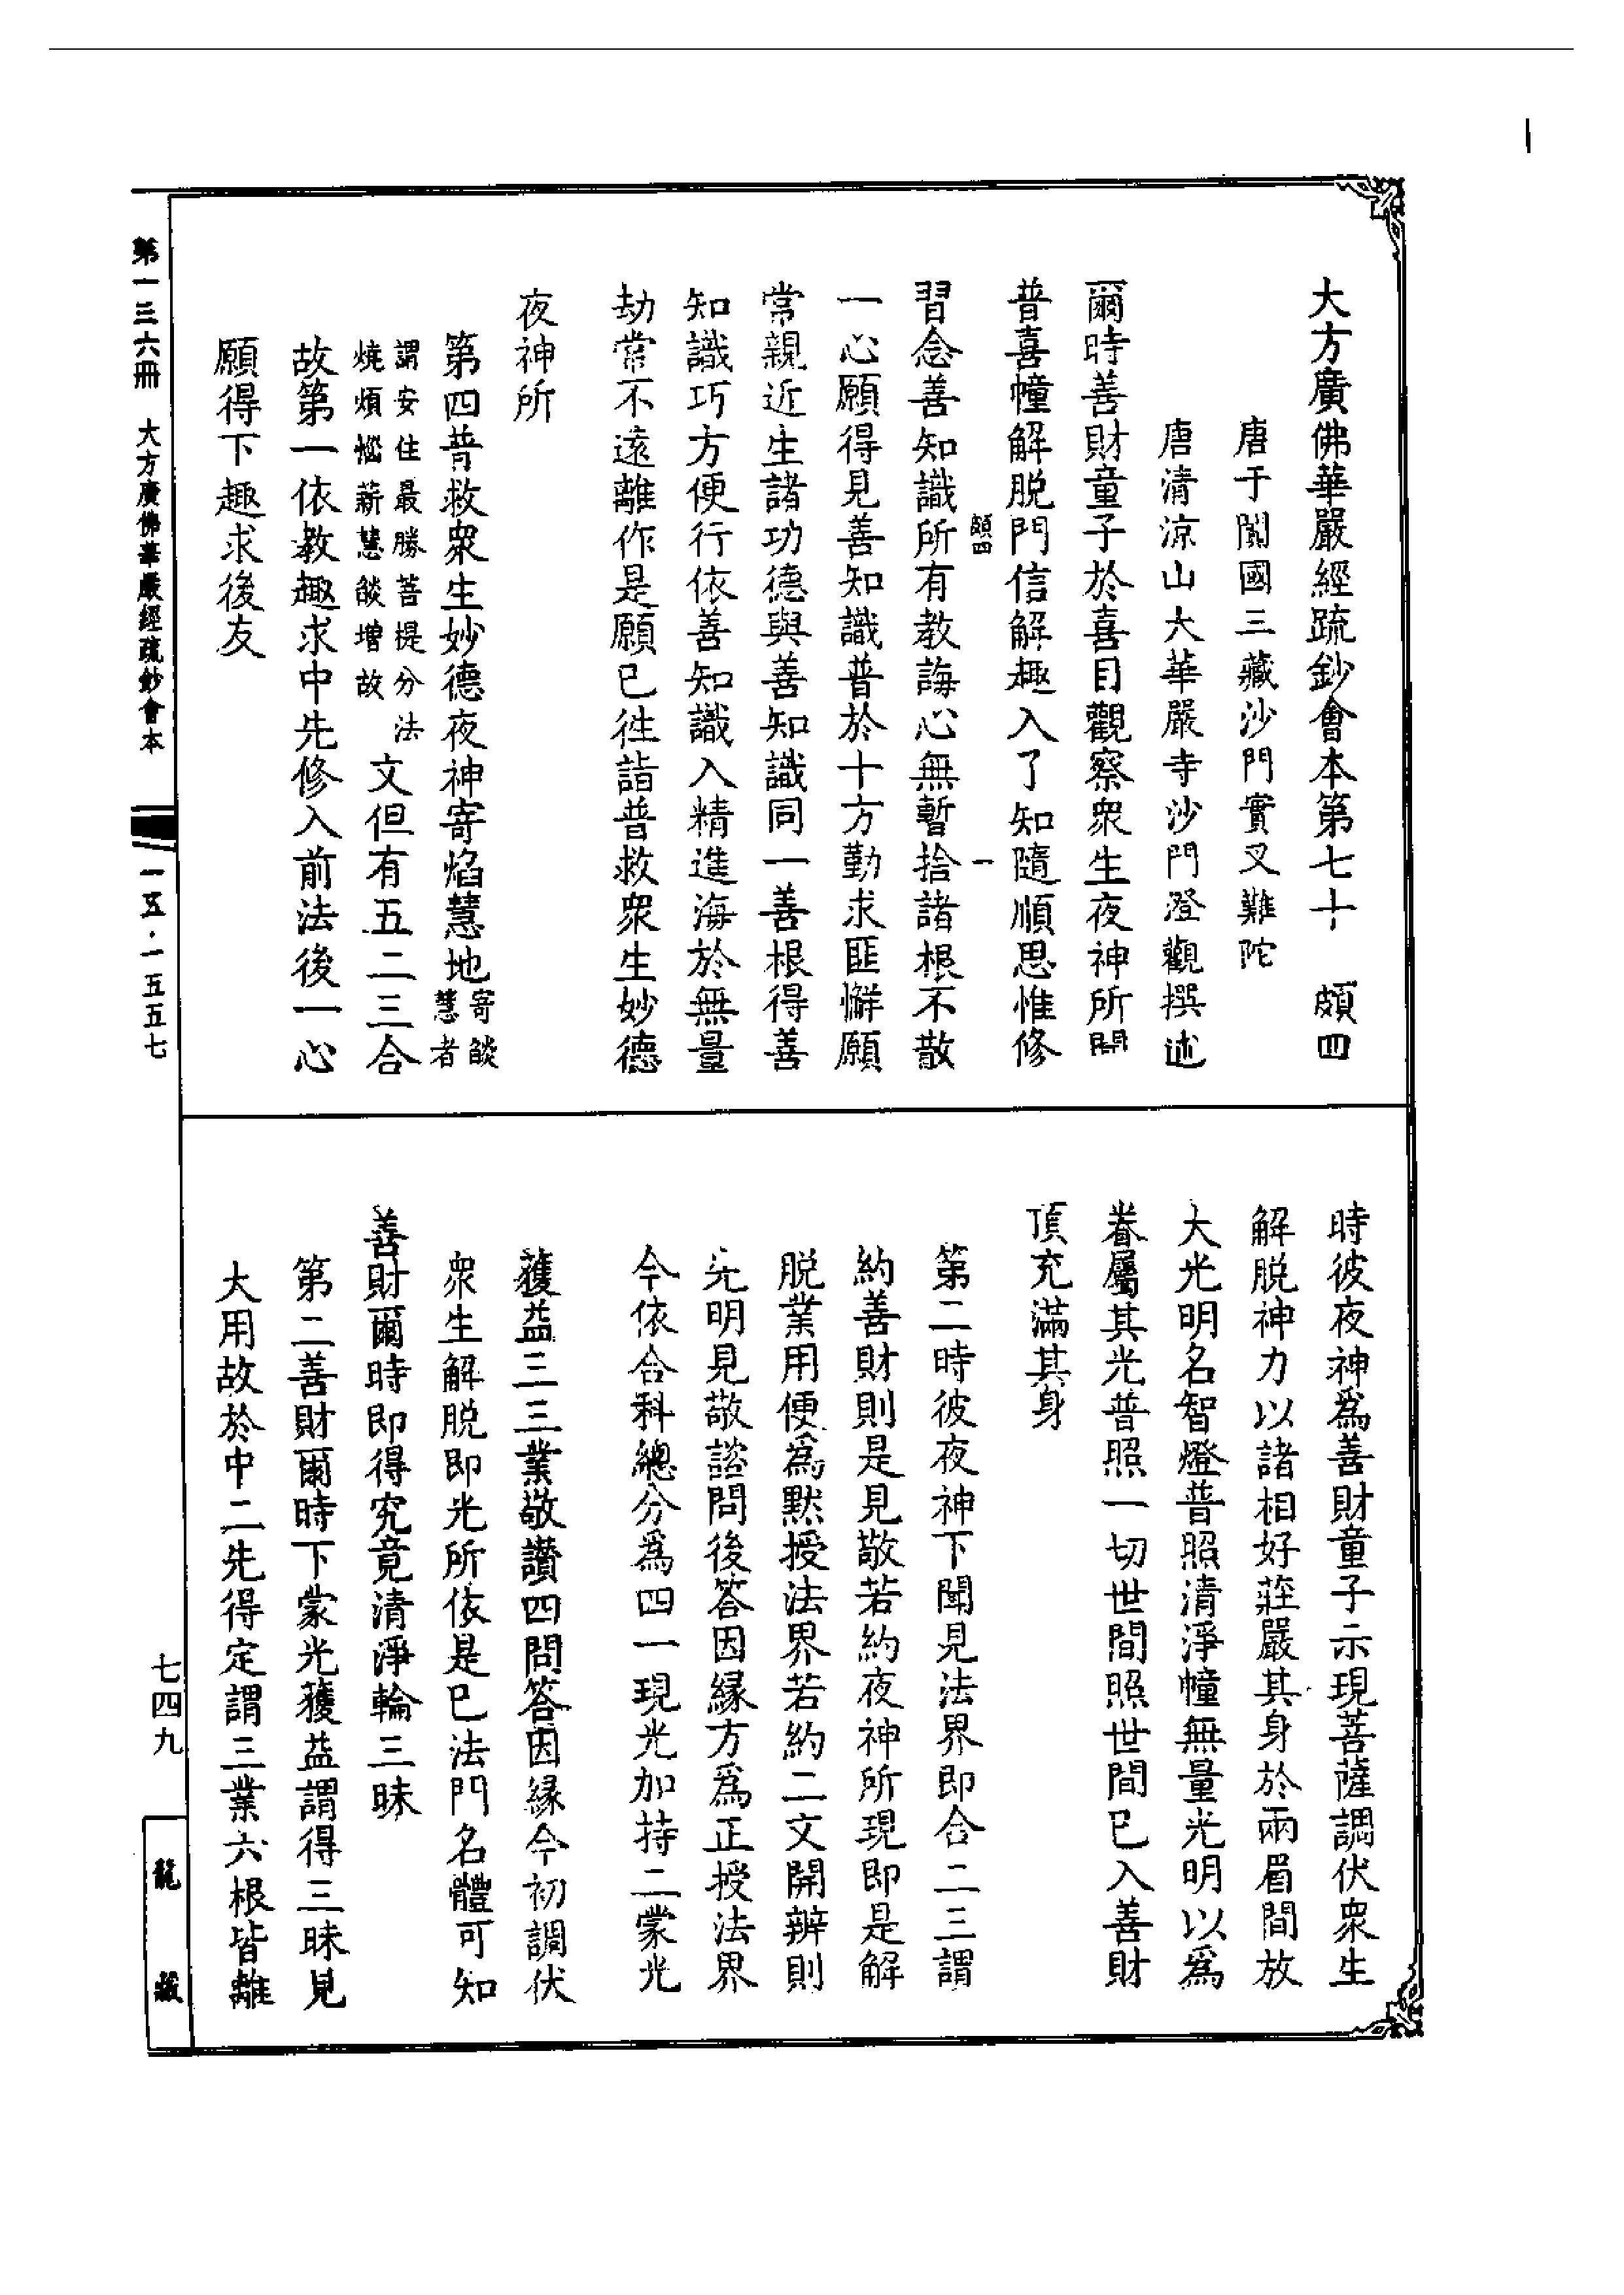 大方廣佛華嚴經疏鈔會本第七十　頗四
唐于闐國三藏沙門實叉難陀
唐清涼山大華嚴寺沙門澄觀撰述
爾時善財童子於喜目觀察衆生夜神所聞
普喜幢解脱門信解趣入了知隨順思惟修
頗四　一
習念善知識所有教誨心無暫捨諸根不散
一心願得見善知識普於十方勤求匪懈願
常親近生諸功德與善知識同一善根得善
知識巧方便行依善知識入精進海於無量
劫常不遠離作是願已徃詣普救衆生妙德
夜神所
第四普救衆生妙德夜神寄焰慧地寄燄
慧者
謂安住最勝菩提分法
燒煩惱薪慧燄增故
文但有五二三合
故第一依教趣求中先修入前法後一心
願得下趣求後友
時彼夜神爲善財童子示現菩薩調伏衆生
解脱神力以諸相好莊嚴其身於兩眉間放
大光明名智燈普照清淨幢無量光明以爲
眷屬其光普照一切世間照世間已入善財
頂充滿其身
第二時彼夜神下聞見法界即合二三謂
約善財則是見敬若約夜神所現即是解
脱業用便爲默授法界若約二文開辨則
先明見敬諮問後答因緣方爲正授法界
今依合科總分爲四一現光加持二蒙光
獲益三三業敬讚四問答因緣今初調伏
衆生解脱即光所依是已法門名體可知
善財爾時即得究竟清淨輪三昧
第二善財爾時下蒙光獲益謂得三昧見
大用故於中二先得定謂三業六根皆離
第一三六冊　大方廣佛華嚴經疏鈔會本
一五·一五五七
七四九
龍藏